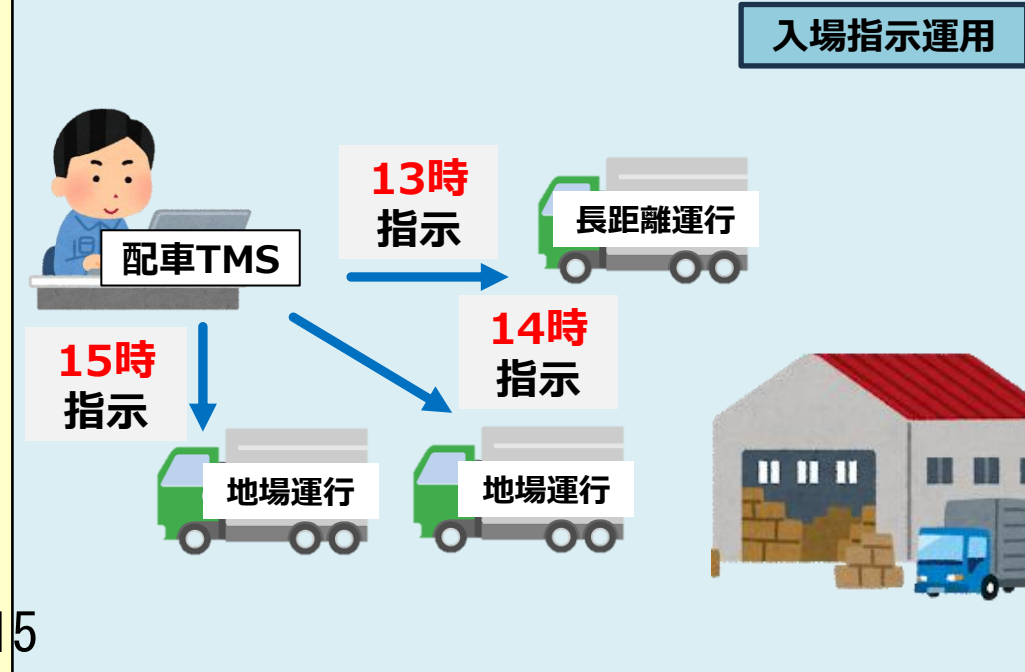 入場指示運用
13時
指示
長距離運行
配車TMS
14時
指示
15時
指示
地場運行
地場運行
15